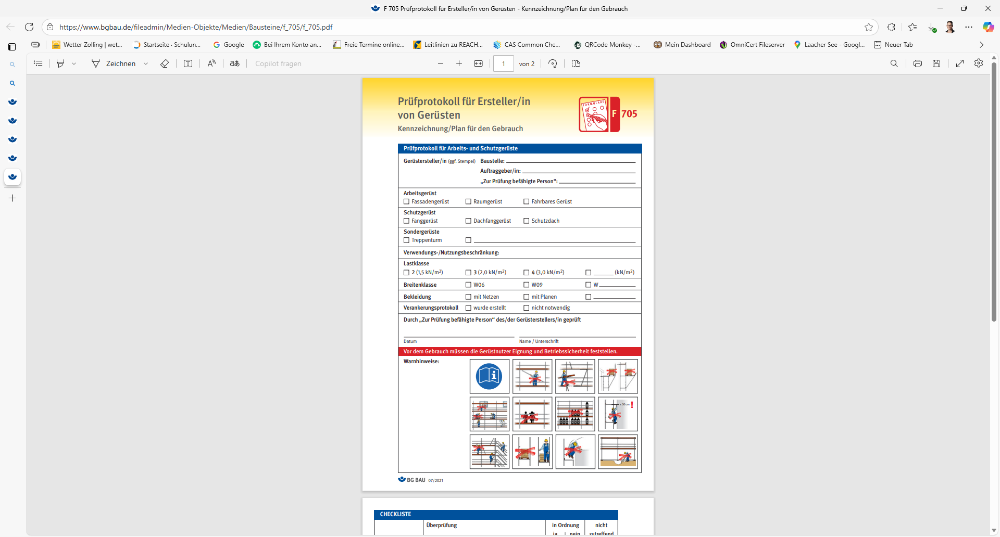 F 705 Prüfprotokoll für Ersteller/in von Gerüsten - Kennzeichnung/Plan für den Gebrauch
https://www.bgbau.de/fileadmin/Medien-Objekte/Medien/Bausteine/f_705/f_705.pdf
Wetter Zolling | wet... Startseite · Schulun... Google Bei Ihrem Konto an... Freie Termine online... Leitlinien zu REACH... CAS Common Che... QRCode Monkey -... Mein Dashboard OmniCert Fileserver Laacher See - Googl... Neuer Tab
Zeichnen Copilot fragen 1 von 2
Prüfprotokoll für Ersteller/in
von Gerüsten
Kennzeichnung/Plan für den Gebrauch
FORMULARE
F 705
Prüfprotokoll für Arbeits- und Schutzgerüste
Gerüstersteller/in (ggf. Stempel) Baustelle:
Auftraggeber/in:
„Zur Prüfung befähigte Person“:
Arbeitsgerüst
Fassadengerüst Raumgerüst Fahrbares Gerüst
Schutzgerüst
Fanggerüst Dachfanggerüst Schutzdach
Sondergerüste
Treppenturm
Verwendungs-/Nutzungsbeschränkung:
Lastklasse
2 (1,5 kN/m²) 3 (2,0 kN/m²) 4 (3,0 kN/m²) (kN/m²)
Breitenklasse W06 W09 W
Bekleidung mit Netzen mit Planen
Verankerungsprotokoll wurde erstellt nicht notwendig
Durch „Zur Prüfung befähigte Person“ des/der Gerüsterstellers/in geprüft
Datum Name / Unterschrift
Vor dem Gebrauch müssen die Gerüstnutzer Eignung und Betriebssicherheit feststellen.
Warnhinweise:
i
≤ 30 cm !
BG BAU 07/2021
CHECKLISTE
Überprüfung in Ordnung nicht
ja nein zutreffend